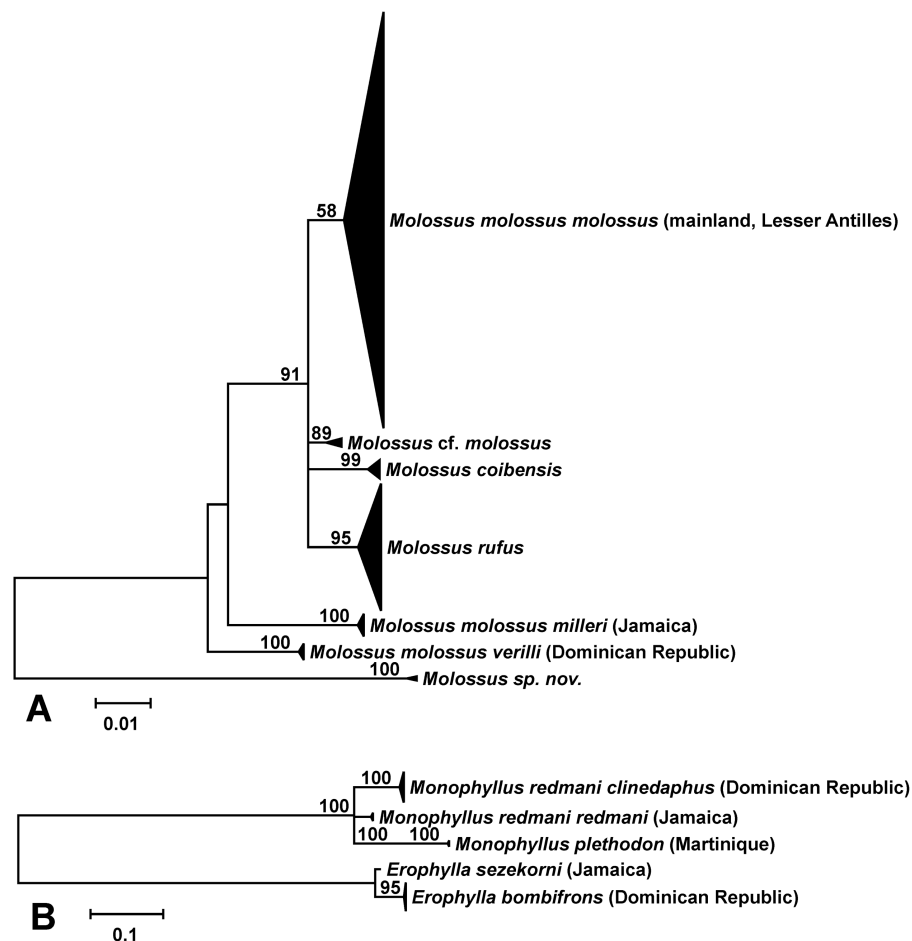 58
Molossus molossus molossus (mainland, Lesser Antilles)
91
89
Molossus cf. molossus
99
Molossus coibensis
95
Molossus rufus
100
Molossus molossus milleri (Jamaica)
100
Molossus molossus verilli (Dominican Republic)
100
Molossus sp. nov.
A
0.01
100
Monophyllus redmani clinedaphus (Dominican Republic)
100
Monophyllus redmani redmani (Jamaica)
100 100
Monophyllus plethodon (Martinique)
Erophylla sezekorni (Jamaica)
95
Erophylla bombifrons (Dominican Republic)
B
0.1